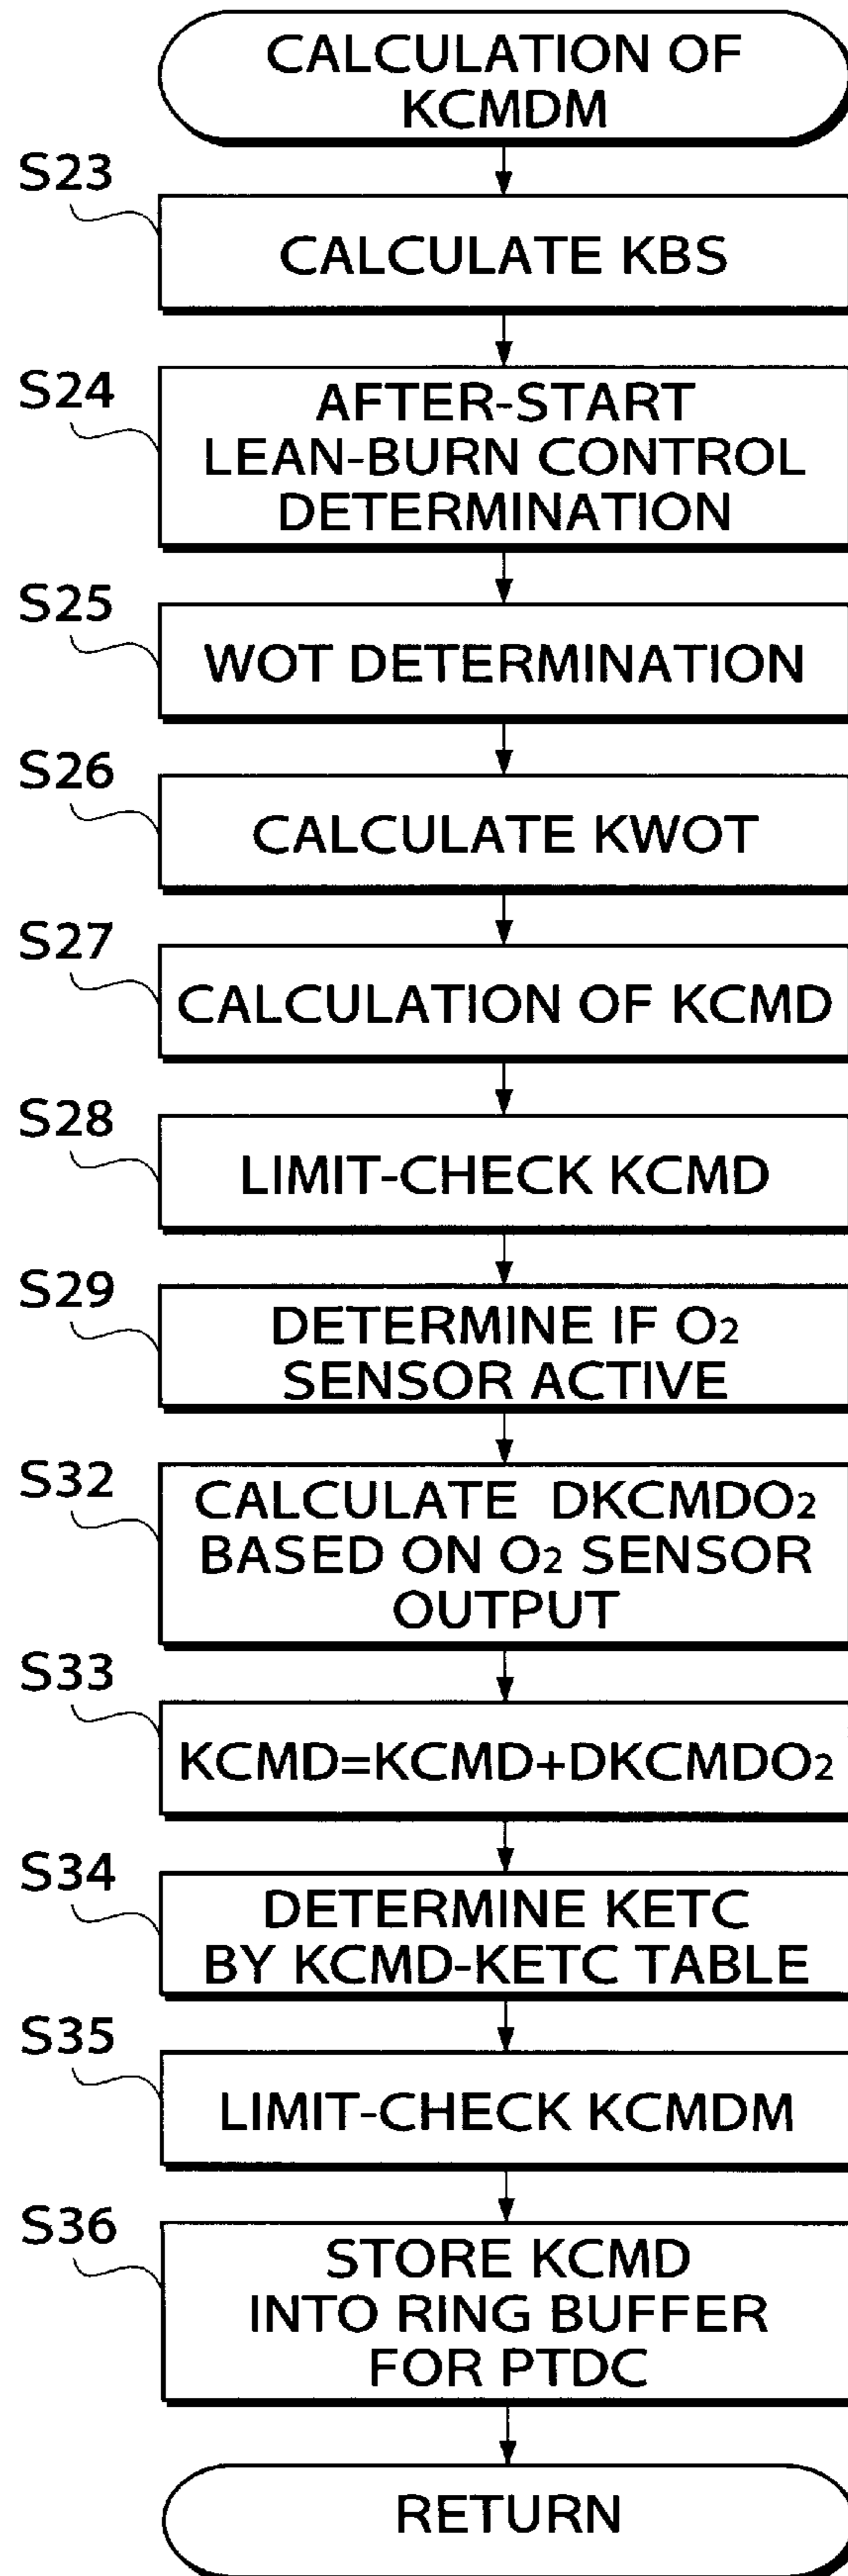 CALCULATION OF
KCMDM
S23
CALCULATE KBS
S24
AFTER-START
LEAN-BURN CONTROL
DETERMINATION
S25
WOT DETERMINATION
S26
CALCULATE KWOT
S27
CALCULATION OF KCMD
S28
LIMIT-CHECK KCMD
S29
DETERMINE IF O₂
SENSOR ACTIVE
S32
CALCULATE DKCMDO₂
BASED ON O₂ SENSOR
OUTPUT
S33
KCMD=KCMD+DKCMDO₂
S34
DETERMINE KETC
BY KCMD-KETC TABLE
S35
LIMIT-CHECK KCMDM
S36
STORE KCMD
INTO RING BUFFER
FOR PTDC
RETURN